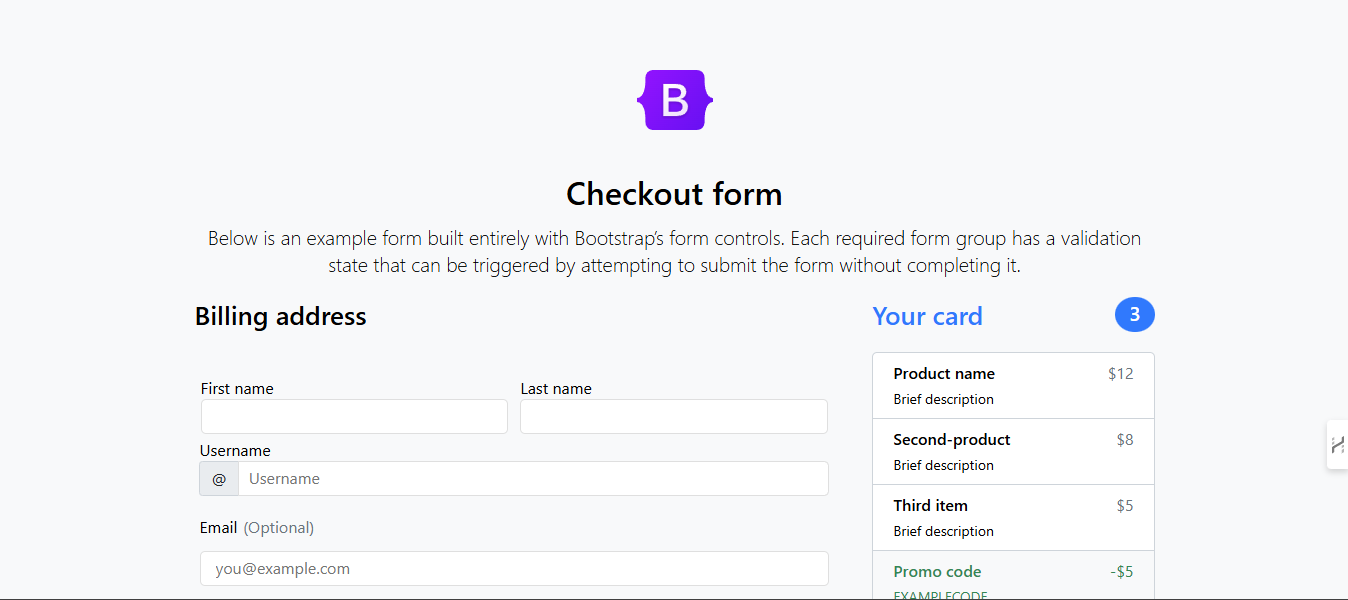 B
Checkout form
Below is an example form built entirely with Bootstrap's form controls. Each required form group has a validation
state that can be triggered by attempting to submit the form without completing it.
Billing address
First name
Last name
Username
@ Username
Email (Optional)
you@example.com
Your card 3
Product name $12
Brief description
Second-product $8
Brief description
Third item $5
Brief description
Promo code -$5
EXAMPLECODE